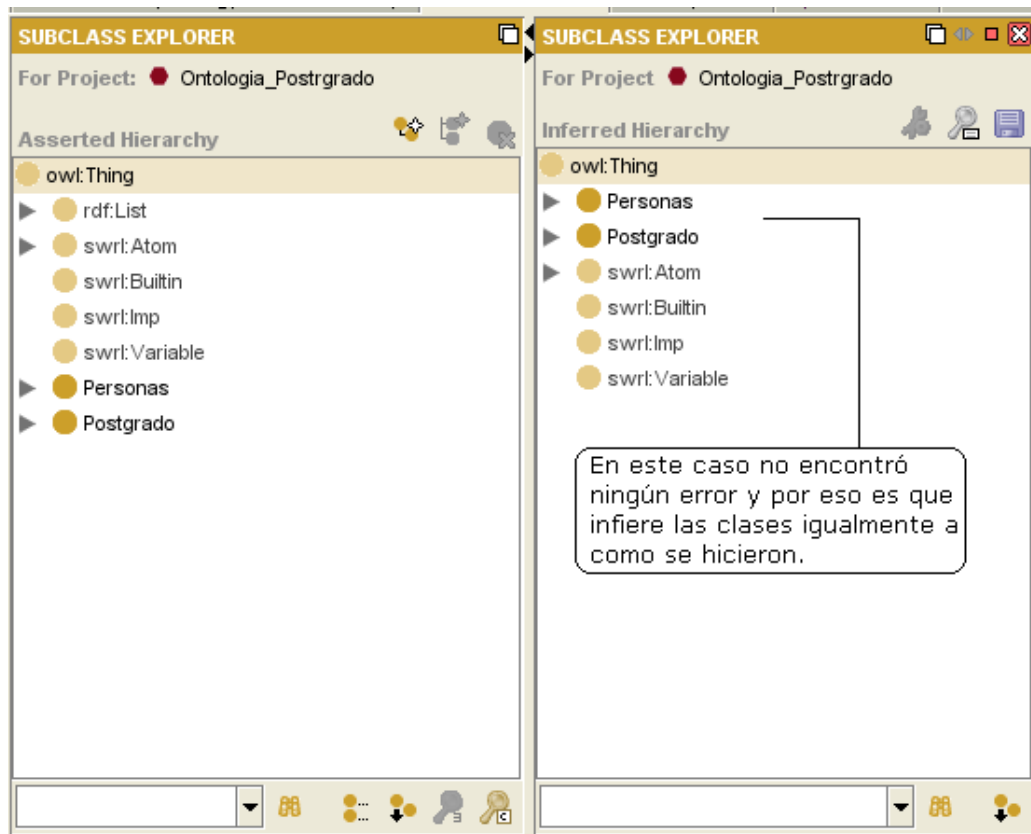 SUBCLASS EXPLORER
For Project: Ontologia_Postrgrado
Asserted Hierarchy
owl:Thing
rdf:List
swrl:Atom
swrl:Builtin
swrl:Imp
swrl:Variable
Personas
Postgrado
SUBCLASS EXPLORER
For Project Ontologia_Postrgrado
Inferred Hierarchy
owl:Thing
Personas
Postgrado
swrl:Atom
swrl:Builtin
swrl:Imp
swrl:Variable
En este caso no encontró
ningún error y por eso es que
infiere las clases igualmente a
como se hicieron.